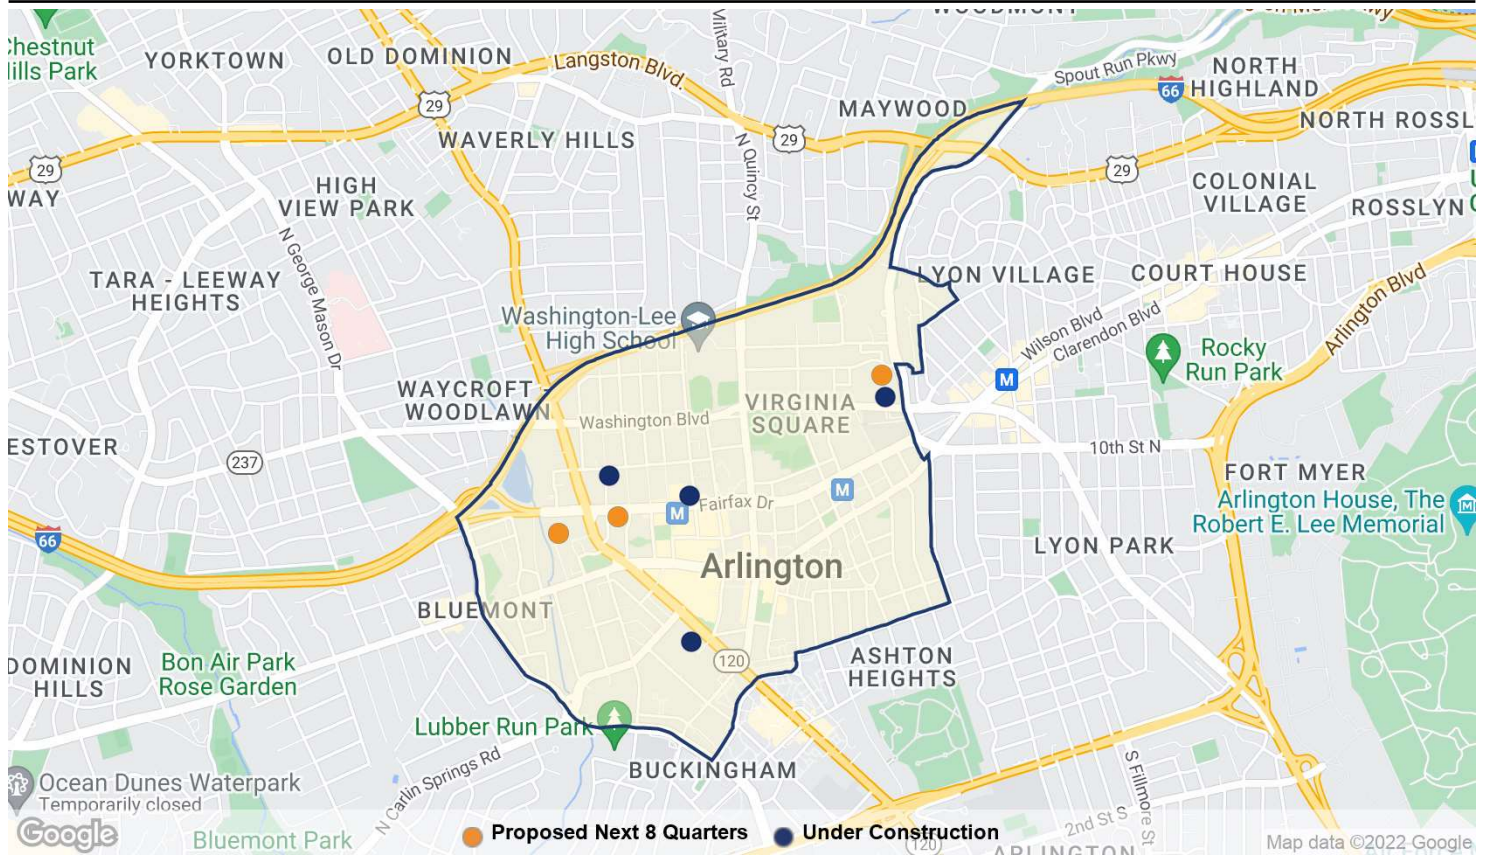 Chestnut
Hills Park
YORKTOWN
OLD DOMINION
Langston Blvd.
Military Rd
Spout Run Pkwy
NORTH
HIGHLAND
66
29
MAYWOOD
NORTH ROSSL
WAVERLY HILLS
29
N Quincy St
29
29
WAY
HIGH
VIEW PARK
COLONIAL
VILLAGE
ROSSLYN
N George Mason Dr
TARA - LEEWAY
HEIGHTS
LYON VILLAGE
COURT HOUSE
Arlington Blvd
Washington-Lee
High School
Wilson Blvd
Clarendon Blvd
Rocky
Run Park
M
WAYCROFT -
WOODLAWN
VIRGINIA
SQUARE
Washington Blvd
ESTOVER
237
10th St N
FORT MYER
M
Fairfax Dr
M
Arlington House, The
Robert E. Lee Memorial
66
LYON PARK
Arlington
BLUEMONT
DOMINION
HILLS
Bon Air Park
Rose Garden
120
ASHTON
HEIGHTS
Lubber Run Park
BUCKINGHAM
Ocean Dunes Waterpark
Temporarily closed
N Carlin Springs Rd
S Fillmore St
2nd St S
Google
Bluemont Park
Proposed Next 8 Quarters
Under Construction
120
Map data ©2022 Google